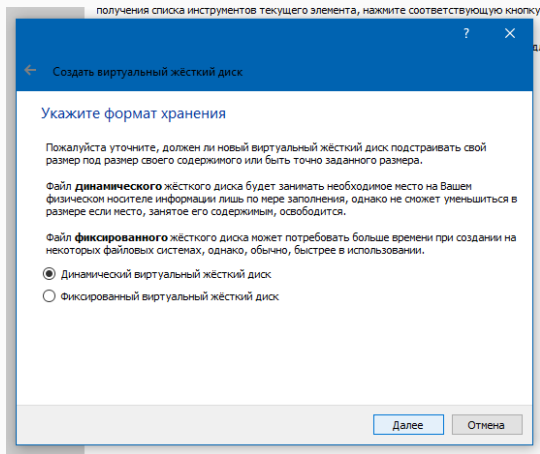 получения списка инструментов текущего элемента, нажмите соответствующую кнопку
?
Создать виртуальный жёсткий диск
Укажите формат хранения
Пожалуйста уточните, должен ли новый виртуальный жёсткий диск подстраивать свой
размер под размер своего содержимого или быть точно заданного размера.
Файл динамического жёсткого диска будет занимать необходимое место на Вашем
физическом носителе информации лишь по мере заполнения, однако не сможет уменьшиться в
размере если место, занятое его содержимым, освободится.
Файл фиксированного жёсткого диска может потребовать больше времени при создании на
некоторых файловых системах, однако, обычно, быстрее в использовании.
Динамический виртуальный жёсткий диск
Фиксированный виртуальный жёсткий диск
Далее
Отмена